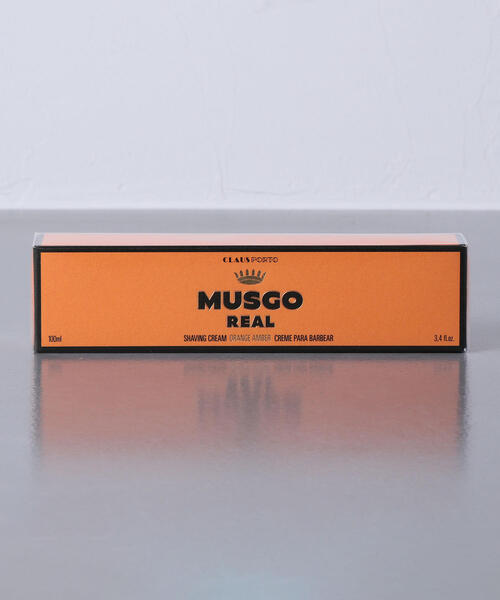 CLAUS PORTO
MUSGO
REAL
100ml SHAVING CREAM ORANGE AMBER CREME PARA BARBEAR 3,4 fl.oz.